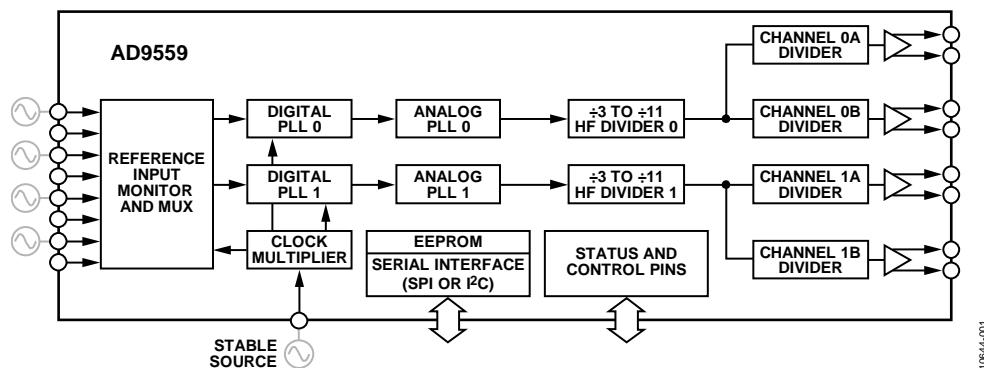 AD9559
REFERENCE
INPUT
MONITOR
AND MUX
DIGITAL
PLL 0
ANALOG
PLL 0
÷3 TO ÷11
HF DIVIDER 0
CHANNEL 0A
DIVIDER
CHANNEL 0B
DIVIDER
DIGITAL
PLL 1
ANALOG
PLL 1
÷3 TO ÷11
HF DIVIDER 1
CHANNEL 1A
DIVIDER
CHANNEL 1B
DIVIDER
CLOCK
MULTIPLIER
EEPROM
SERIAL INTERFACE
(SPI OR I²C)
STATUS AND
CONTROL PINS
STABLE
SOURCE
10644-001